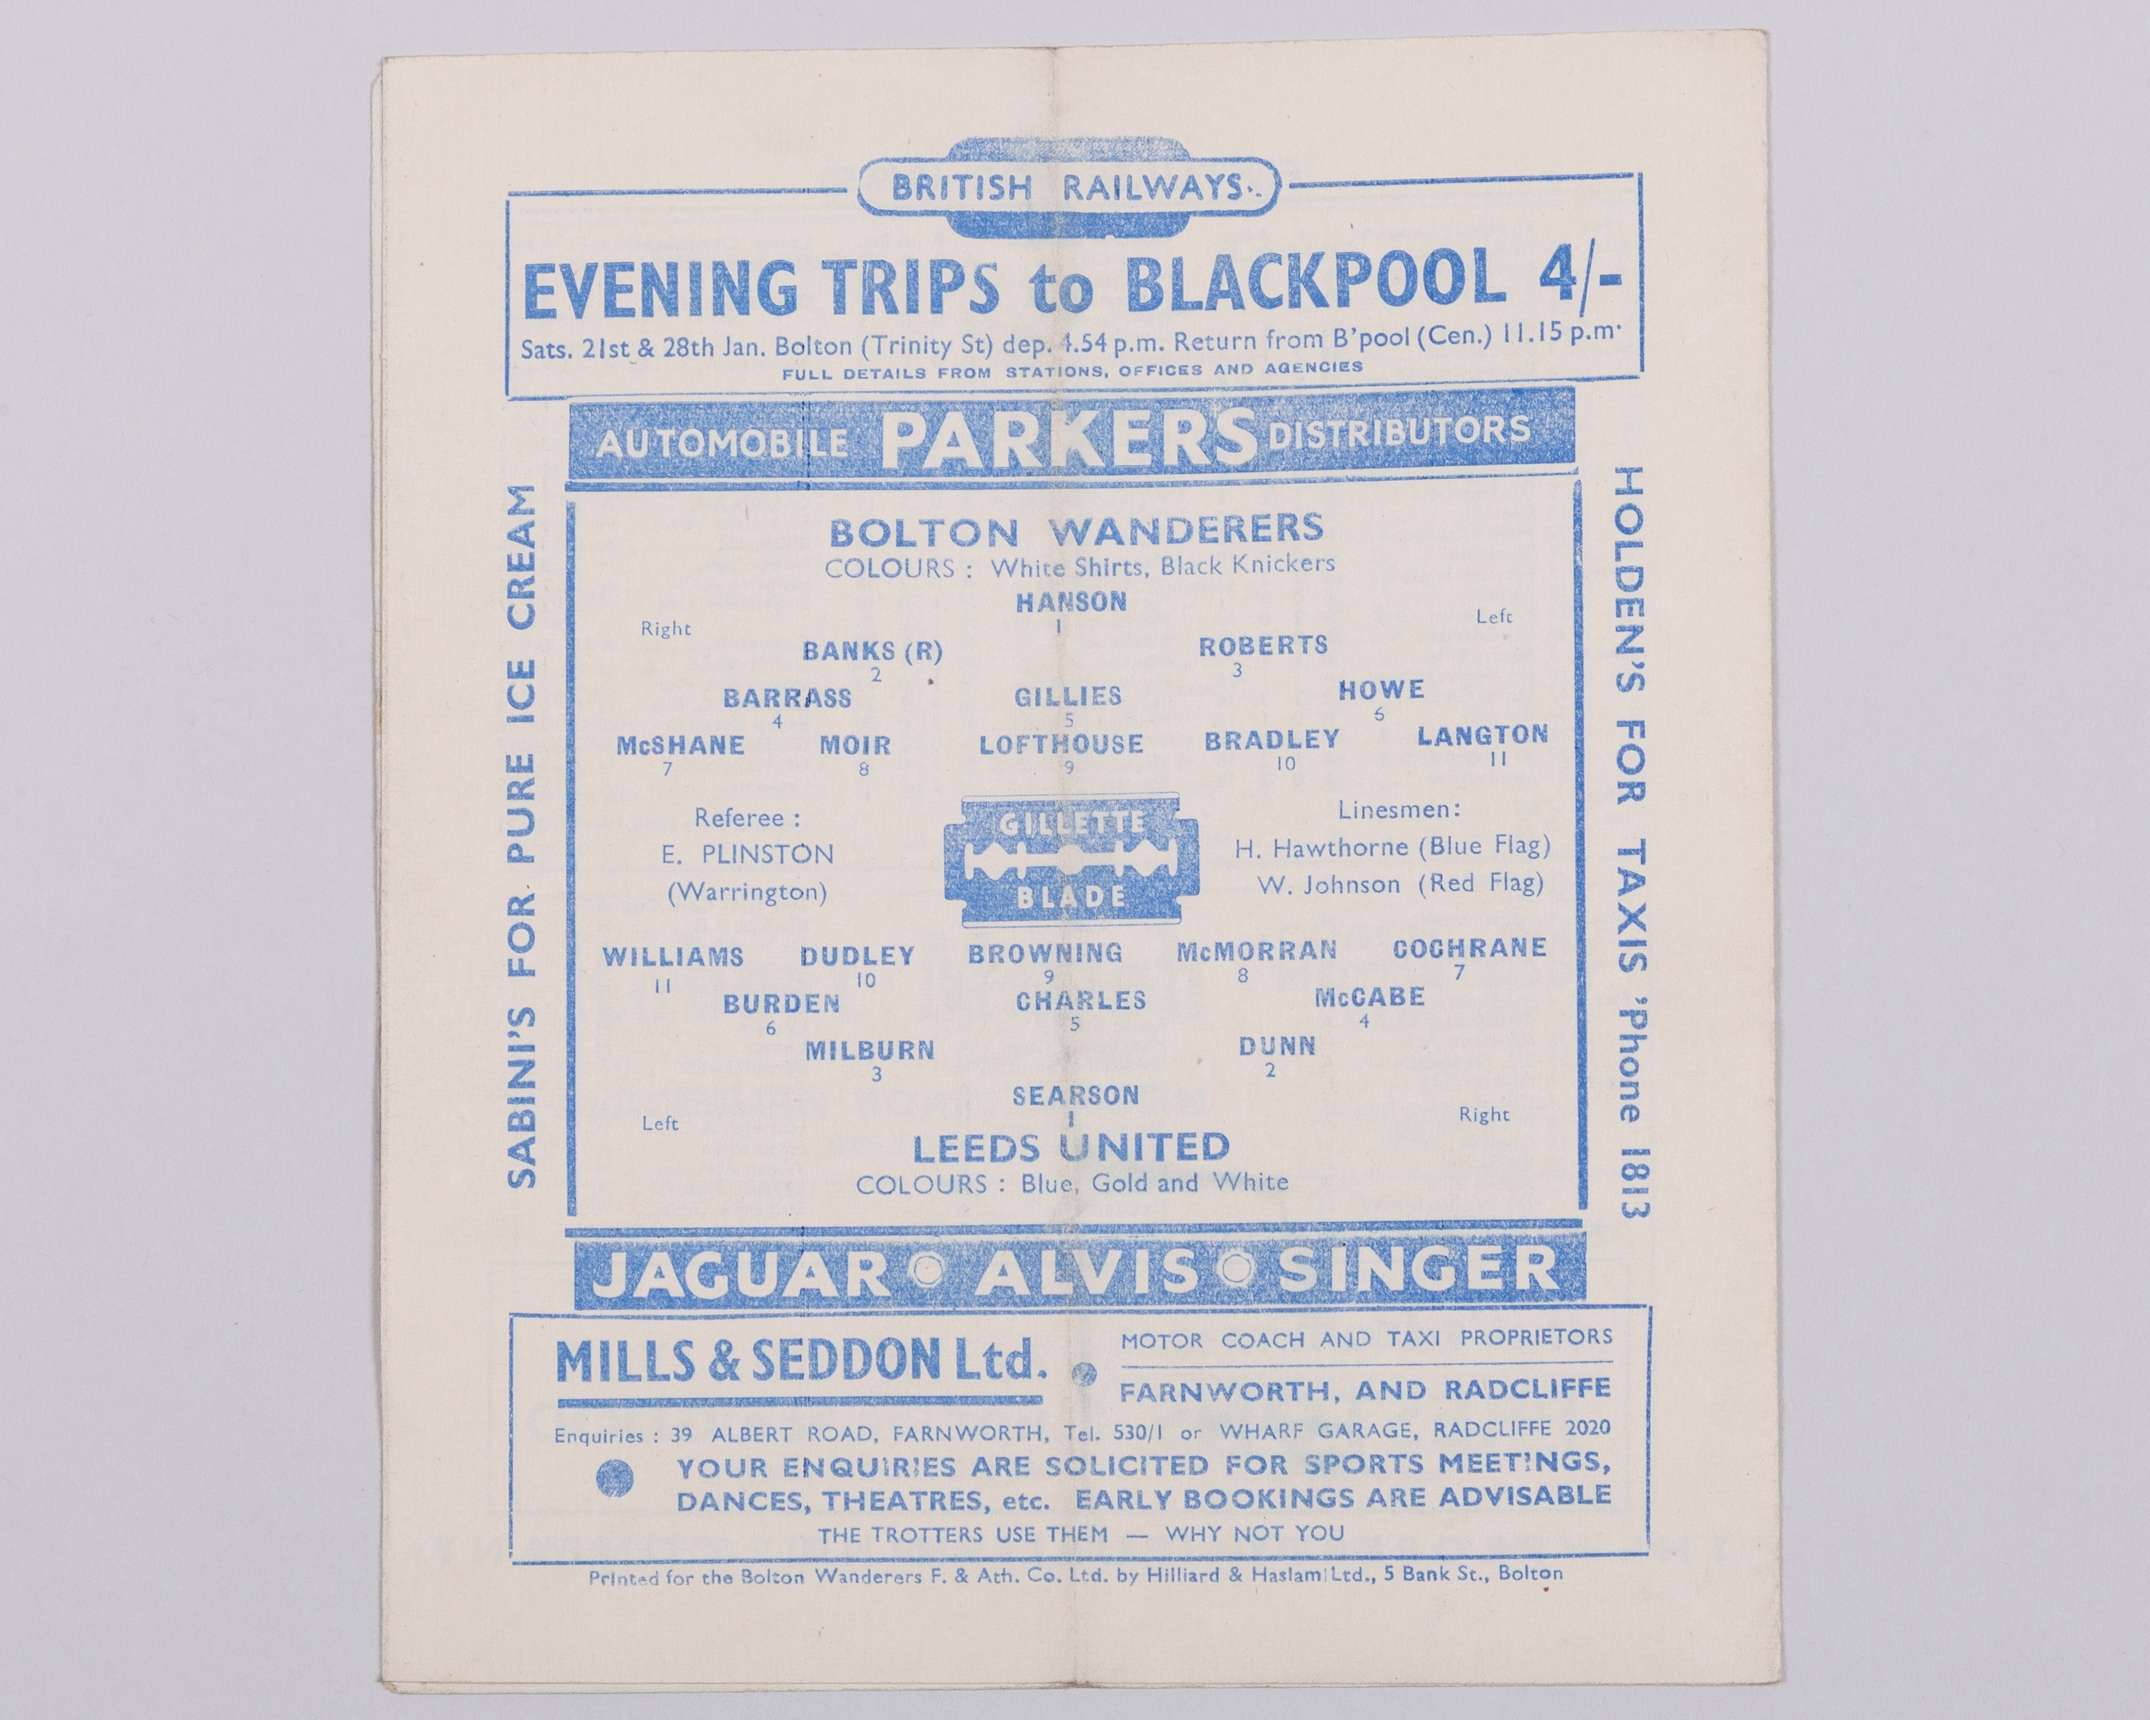 BRITISH RAILWAYS
EVENING TRIPS to BLACKPOOL 4/-
Sats. 21st & 28th Jan. Bolton (Trinity St) dep. 4.54 p.m. Return from B'pool (Cen.) 11.15 p.m.
FULL DETAILS FROM STATIONS, OFFICES AND AGENCIES
AUTOMOBILE PARKERS DISTRIBUTORS
SABINI'S FOR PURE ICE CREAM
HOLDEN'S FOR TAXIS 'Phone 1813
BOLTON WANDERERS
COLOURS : White Shirts, Black Knickers
HANSON
1
Right Left
BANKS (R) ROBERTS
2 3
BARRASS GILLIES HOWE
4 5 6
McSHANE MOIR LOFTHOUSE BRADLEY LANGTON
7 8 9 10 11
Referee :
E. PLINSTON
(Warrington)
GILLETTE
BLADE
Linesmen:
H. Hawthorne (Blue Flag)
W. Johnson (Red Flag)
WILLIAMS DUDLEY BROWNING McMORRAN COCHRANE
11 10 9 8 7
BURDEN CHARLES McCABE
6 5 4
MILBURN DUNN
3 2
SEARSON
1
Left Right
LEEDS UNITED
COLOURS : Blue, Gold and White
JAGUAR ALVIS SINGER
MILLS & SEDDON Ltd.
MOTOR COACH AND TAXI PROPRIETORS
FARNWORTH, AND RADCLIFFE
Enquiries : 39 ALBERT ROAD, FARNWORTH, Tel. 530/1 or WHARF GARAGE, RADCLIFFE 2020
YOUR ENQUIRIES ARE SOLICITED FOR SPORTS MEETINGS,
DANCES, THEATRES, etc. EARLY BOOKINGS ARE ADVISABLE
THE TROTTERS USE THEM — WHY NOT YOU
Printed for the Bolton Wanderers F. & Ath. Co. Ltd. by Hilliard & Haslam Ltd., 5 Bank St., Bolton